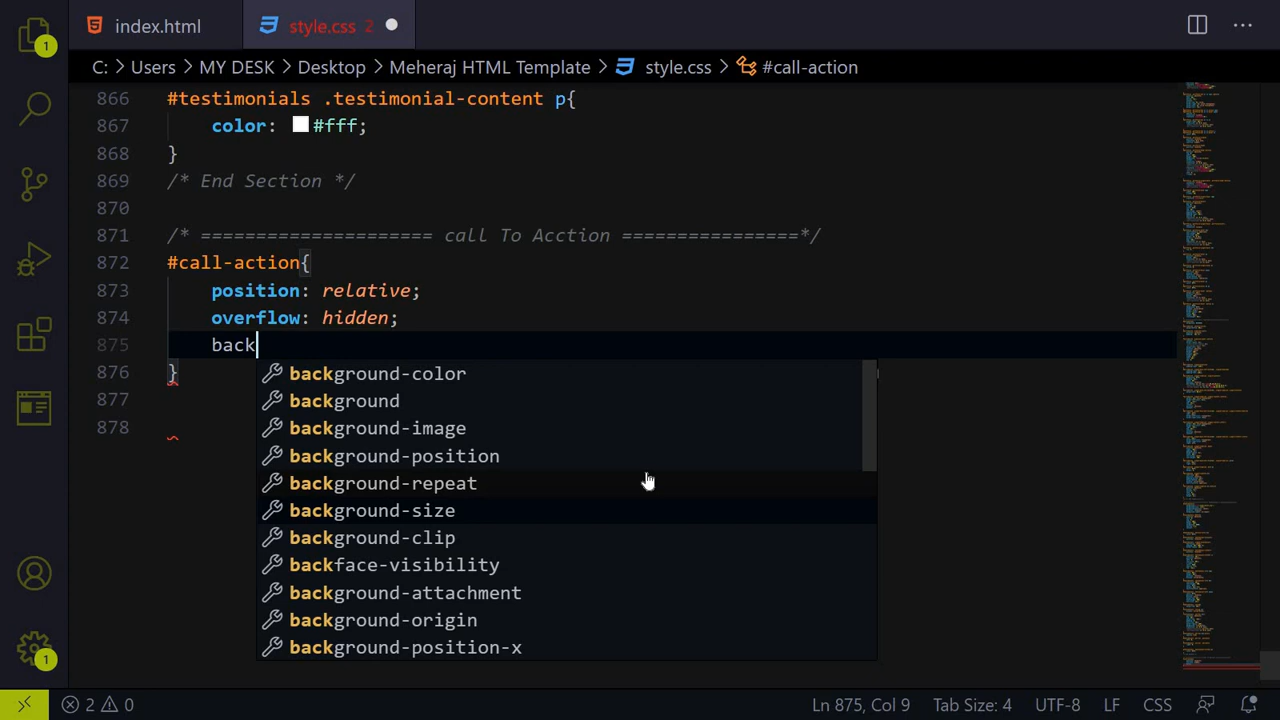 1
index.html
style.css 2
C: > Users > MY DESK > Desktop > Meheraj HTML Template > style.css > #call-action
866 #testimonials .testimonial-content p{
867 color: #fff;
868 }
869 /* End Section */
870
871 /* ===================== call To Acction ================*/
872 #call-action{
873 position: relative;
874 overflow: hidden;
875 back
876 }
877
878
background-color
background
background-image
background-position
background-repeat
background-size
background-clip
backface-visibility
background-attachment
background-origin
background-position-x
1
2 0
Ln 875, Col 9
Tab Size: 4
UTF-8
LF
CSS